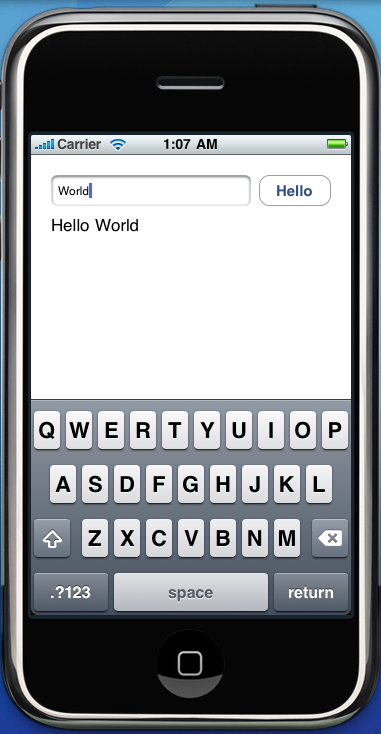 Carrier 1:07 AM
World Hello
Hello World
Q W E R T Y U I O P
A S D F G H J K L
Z X C V B N M
.?123 space return